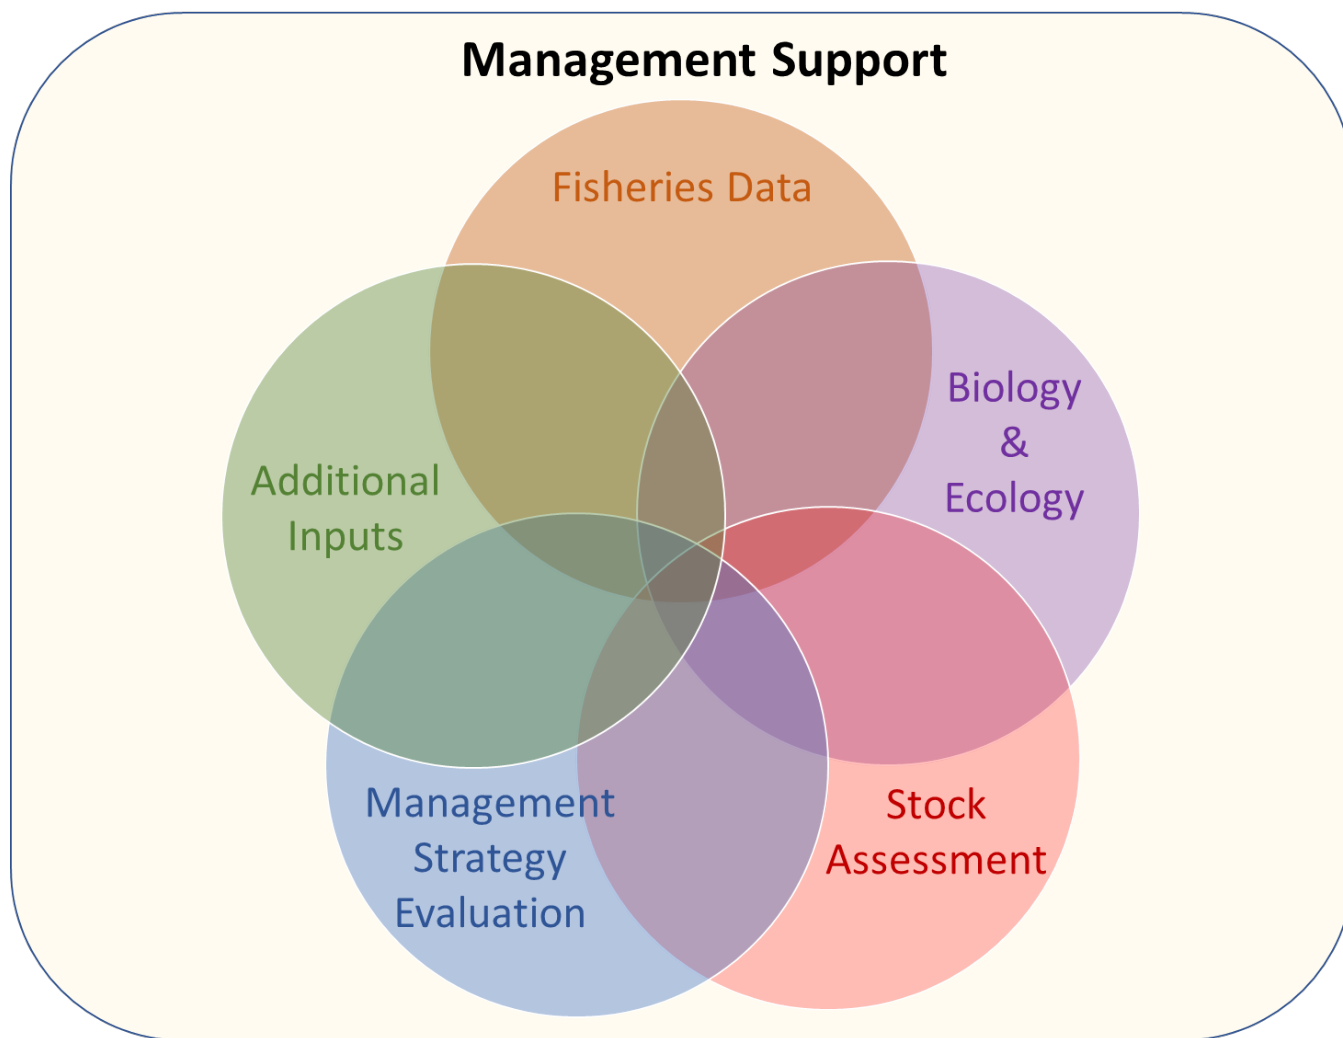 Management Support
Fisheries Data
Biology
&
Ecology
Additional
Inputs
Management
Strategy
Evaluation
Stock
Assessment